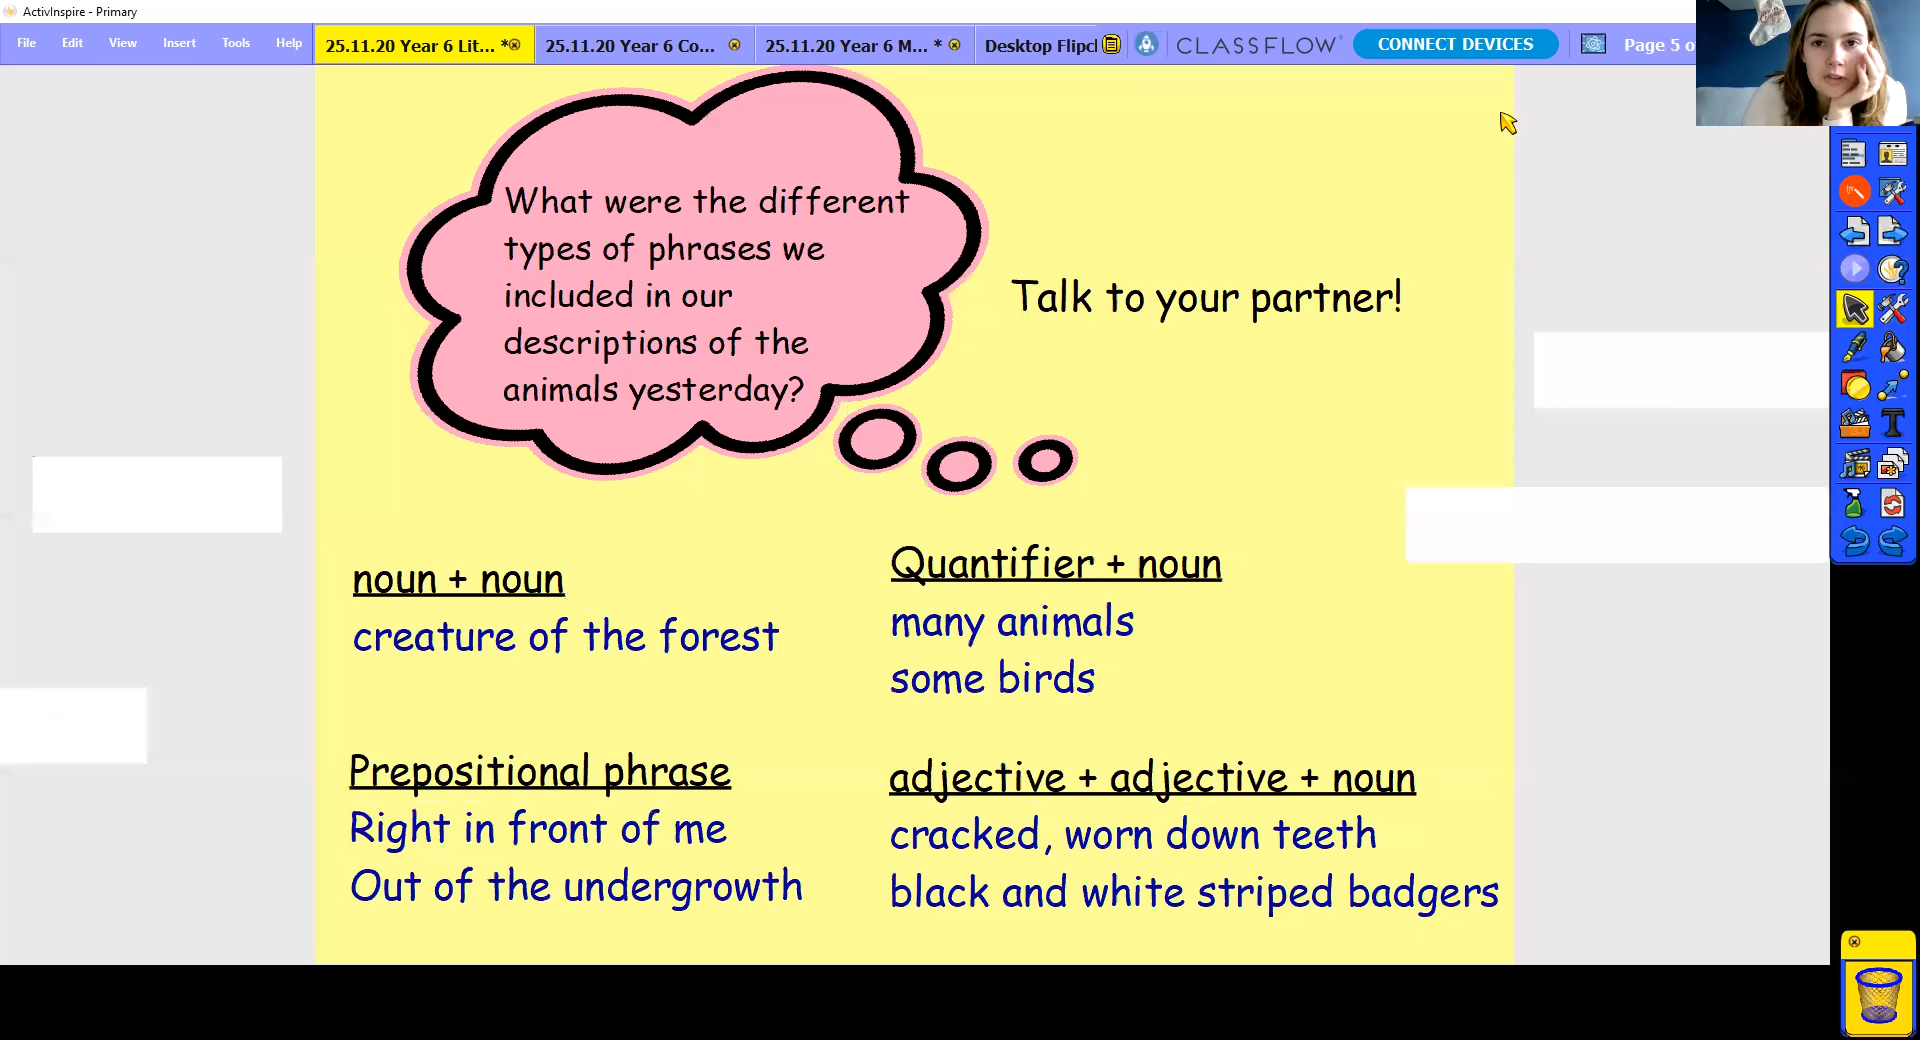 ActivInspire - Primary
File Edit View Insert Tools Help
25.11.20 Year 6 Lit... *
25.11.20 Year 6 Co...
25.11.20 Year 6 M... *
Desktop Flipcl
CLASSFLOW
CONNECT DEVICES
Page 5 o
What were the different
types of phrases we
included in our
descriptions of the
animals yesterday?
Talk to your partner!
noun + noun
creature of the forest
Quantifier + noun
many animals
some birds
Prepositional phrase
Right in front of me
Out of the undergrowth
adjective + adjective + noun
cracked, worn down teeth
black and white striped badgers